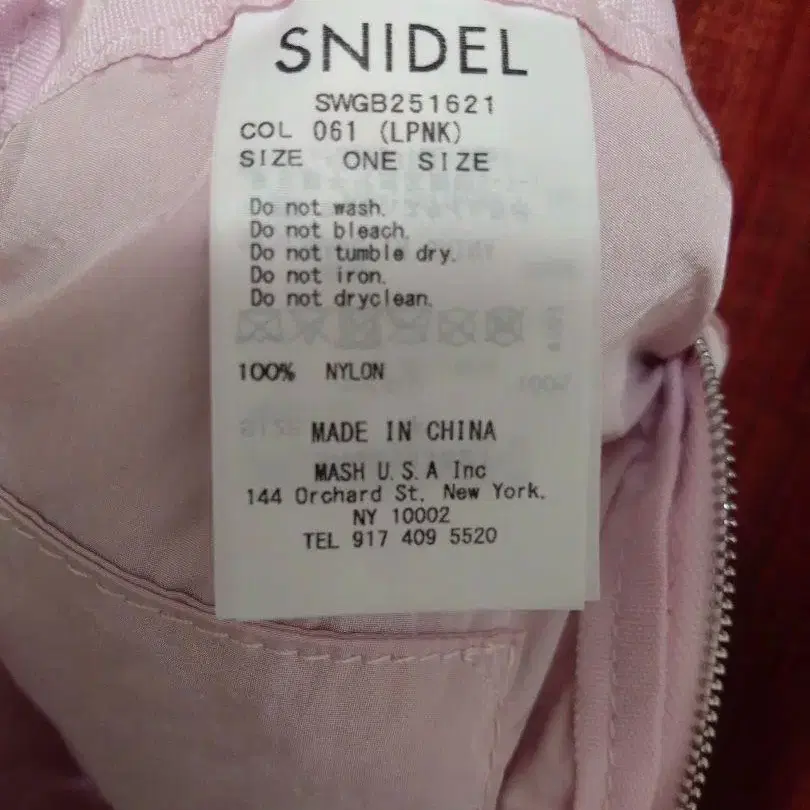 SNIDEL
SWGB251621
COL 061 (LPNK)
SIZE ONE SIZE
Do not wash.
Do not bleach.
Do not tumble dry.
Do not iron.
Do not dryclean.
100% NYLON
MADE IN CHINA
MASH U.S.A Inc
144 Orchard St. New York.
NY 10002
TEL 917 409 5520